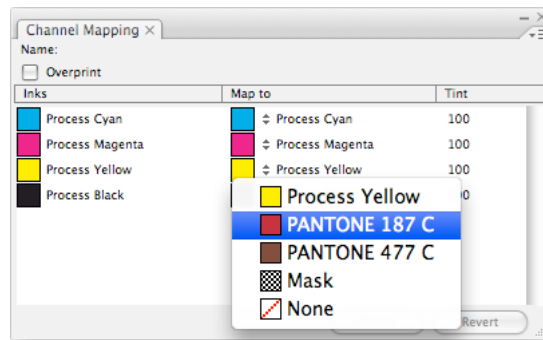 Channel Mapping
Name:
Overprint
Inks Map to Tint
Process Cyan Process Cyan 100
Process Magenta Process Magenta 100
Process Yellow Process Yellow 100
Process Black
Process Yellow
PANTONE 187 C
PANTONE 477 C
Mask
None
Revert